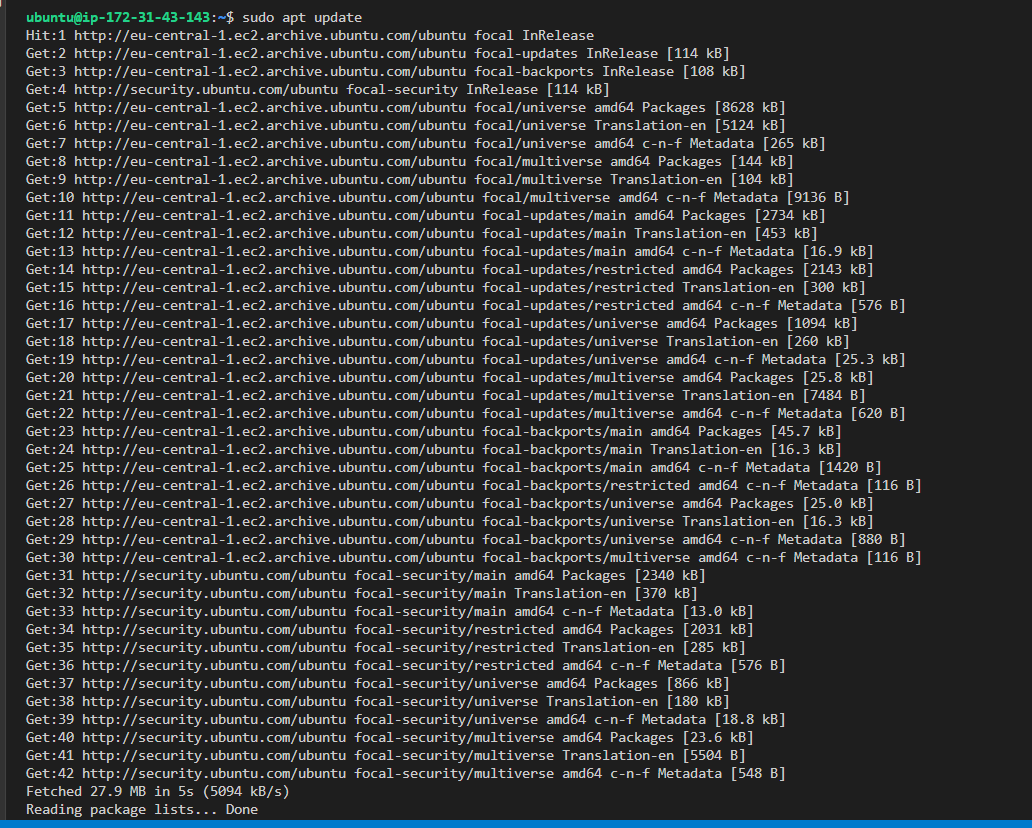 ubuntu@ip-172-31-43-143:~$ sudo apt update
Hit:1 http://eu-central-1.ec2.archive.ubuntu.com/ubuntu focal InRelease
Get:2 http://eu-central-1.ec2.archive.ubuntu.com/ubuntu focal-updates InRelease [114 kB]
Get:3 http://eu-central-1.ec2.archive.ubuntu.com/ubuntu focal-backports InRelease [108 kB]
Get:4 http://security.ubuntu.com/ubuntu focal-security InRelease [114 kB]
Get:5 http://eu-central-1.ec2.archive.ubuntu.com/ubuntu focal/universe amd64 Packages [8628 kB]
Get:6 http://eu-central-1.ec2.archive.ubuntu.com/ubuntu focal/universe Translation-en [5124 kB]
Get:7 http://eu-central-1.ec2.archive.ubuntu.com/ubuntu focal/universe amd64 c-n-f Metadata [265 kB]
Get:8 http://eu-central-1.ec2.archive.ubuntu.com/ubuntu focal/multiverse amd64 Packages [144 kB]
Get:9 http://eu-central-1.ec2.archive.ubuntu.com/ubuntu focal/multiverse Translation-en [104 kB]
Get:10 http://eu-central-1.ec2.archive.ubuntu.com/ubuntu focal/multiverse amd64 c-n-f Metadata [9136 B]
Get:11 http://eu-central-1.ec2.archive.ubuntu.com/ubuntu focal-updates/main amd64 Packages [2734 kB]
Get:12 http://eu-central-1.ec2.archive.ubuntu.com/ubuntu focal-updates/main Translation-en [453 kB]
Get:13 http://eu-central-1.ec2.archive.ubuntu.com/ubuntu focal-updates/main amd64 c-n-f Metadata [16.9 kB]
Get:14 http://eu-central-1.ec2.archive.ubuntu.com/ubuntu focal-updates/restricted amd64 Packages [2143 kB]
Get:15 http://eu-central-1.ec2.archive.ubuntu.com/ubuntu focal-updates/restricted Translation-en [300 kB]
Get:16 http://eu-central-1.ec2.archive.ubuntu.com/ubuntu focal-updates/restricted amd64 c-n-f Metadata [576 B]
Get:17 http://eu-central-1.ec2.archive.ubuntu.com/ubuntu focal-updates/universe amd64 Packages [1094 kB]
Get:18 http://eu-central-1.ec2.archive.ubuntu.com/ubuntu focal-updates/universe Translation-en [260 kB]
Get:19 http://eu-central-1.ec2.archive.ubuntu.com/ubuntu focal-updates/universe amd64 c-n-f Metadata [25.3 kB]
Get:20 http://eu-central-1.ec2.archive.ubuntu.com/ubuntu focal-updates/multiverse amd64 Packages [25.8 kB]
Get:21 http://eu-central-1.ec2.archive.ubuntu.com/ubuntu focal-updates/multiverse Translation-en [7484 B]
Get:22 http://eu-central-1.ec2.archive.ubuntu.com/ubuntu focal-updates/multiverse amd64 c-n-f Metadata [620 B]
Get:23 http://eu-central-1.ec2.archive.ubuntu.com/ubuntu focal-backports/main amd64 Packages [45.7 kB]
Get:24 http://eu-central-1.ec2.archive.ubuntu.com/ubuntu focal-backports/main Translation-en [16.3 kB]
Get:25 http://eu-central-1.ec2.archive.ubuntu.com/ubuntu focal-backports/main amd64 c-n-f Metadata [1420 B]
Get:26 http://eu-central-1.ec2.archive.ubuntu.com/ubuntu focal-backports/restricted amd64 c-n-f Metadata [116 B]
Get:27 http://eu-central-1.ec2.archive.ubuntu.com/ubuntu focal-backports/universe amd64 Packages [25.0 kB]
Get:28 http://eu-central-1.ec2.archive.ubuntu.com/ubuntu focal-backports/universe Translation-en [16.3 kB]
Get:29 http://eu-central-1.ec2.archive.ubuntu.com/ubuntu focal-backports/universe amd64 c-n-f Metadata [880 B]
Get:30 http://eu-central-1.ec2.archive.ubuntu.com/ubuntu focal-backports/multiverse amd64 c-n-f Metadata [116 B]
Get:31 http://security.ubuntu.com/ubuntu focal-security/main amd64 Packages [2340 kB]
Get:32 http://security.ubuntu.com/ubuntu focal-security/main Translation-en [370 kB]
Get:33 http://security.ubuntu.com/ubuntu focal-security/main amd64 c-n-f Metadata [13.0 kB]
Get:34 http://security.ubuntu.com/ubuntu focal-security/restricted amd64 Packages [2031 kB]
Get:35 http://security.ubuntu.com/ubuntu focal-security/restricted Translation-en [285 kB]
Get:36 http://security.ubuntu.com/ubuntu focal-security/restricted amd64 c-n-f Metadata [576 B]
Get:37 http://security.ubuntu.com/ubuntu focal-security/universe amd64 Packages [866 kB]
Get:38 http://security.ubuntu.com/ubuntu focal-security/universe Translation-en [180 kB]
Get:39 http://security.ubuntu.com/ubuntu focal-security/universe amd64 c-n-f Metadata [18.8 kB]
Get:40 http://security.ubuntu.com/ubuntu focal-security/multiverse amd64 Packages [23.6 kB]
Get:41 http://security.ubuntu.com/ubuntu focal-security/multiverse Translation-en [5504 B]
Get:42 http://security.ubuntu.com/ubuntu focal-security/multiverse amd64 c-n-f Metadata [548 B]
Fetched 27.9 MB in 5s (5094 kB/s)
Reading package lists... Done